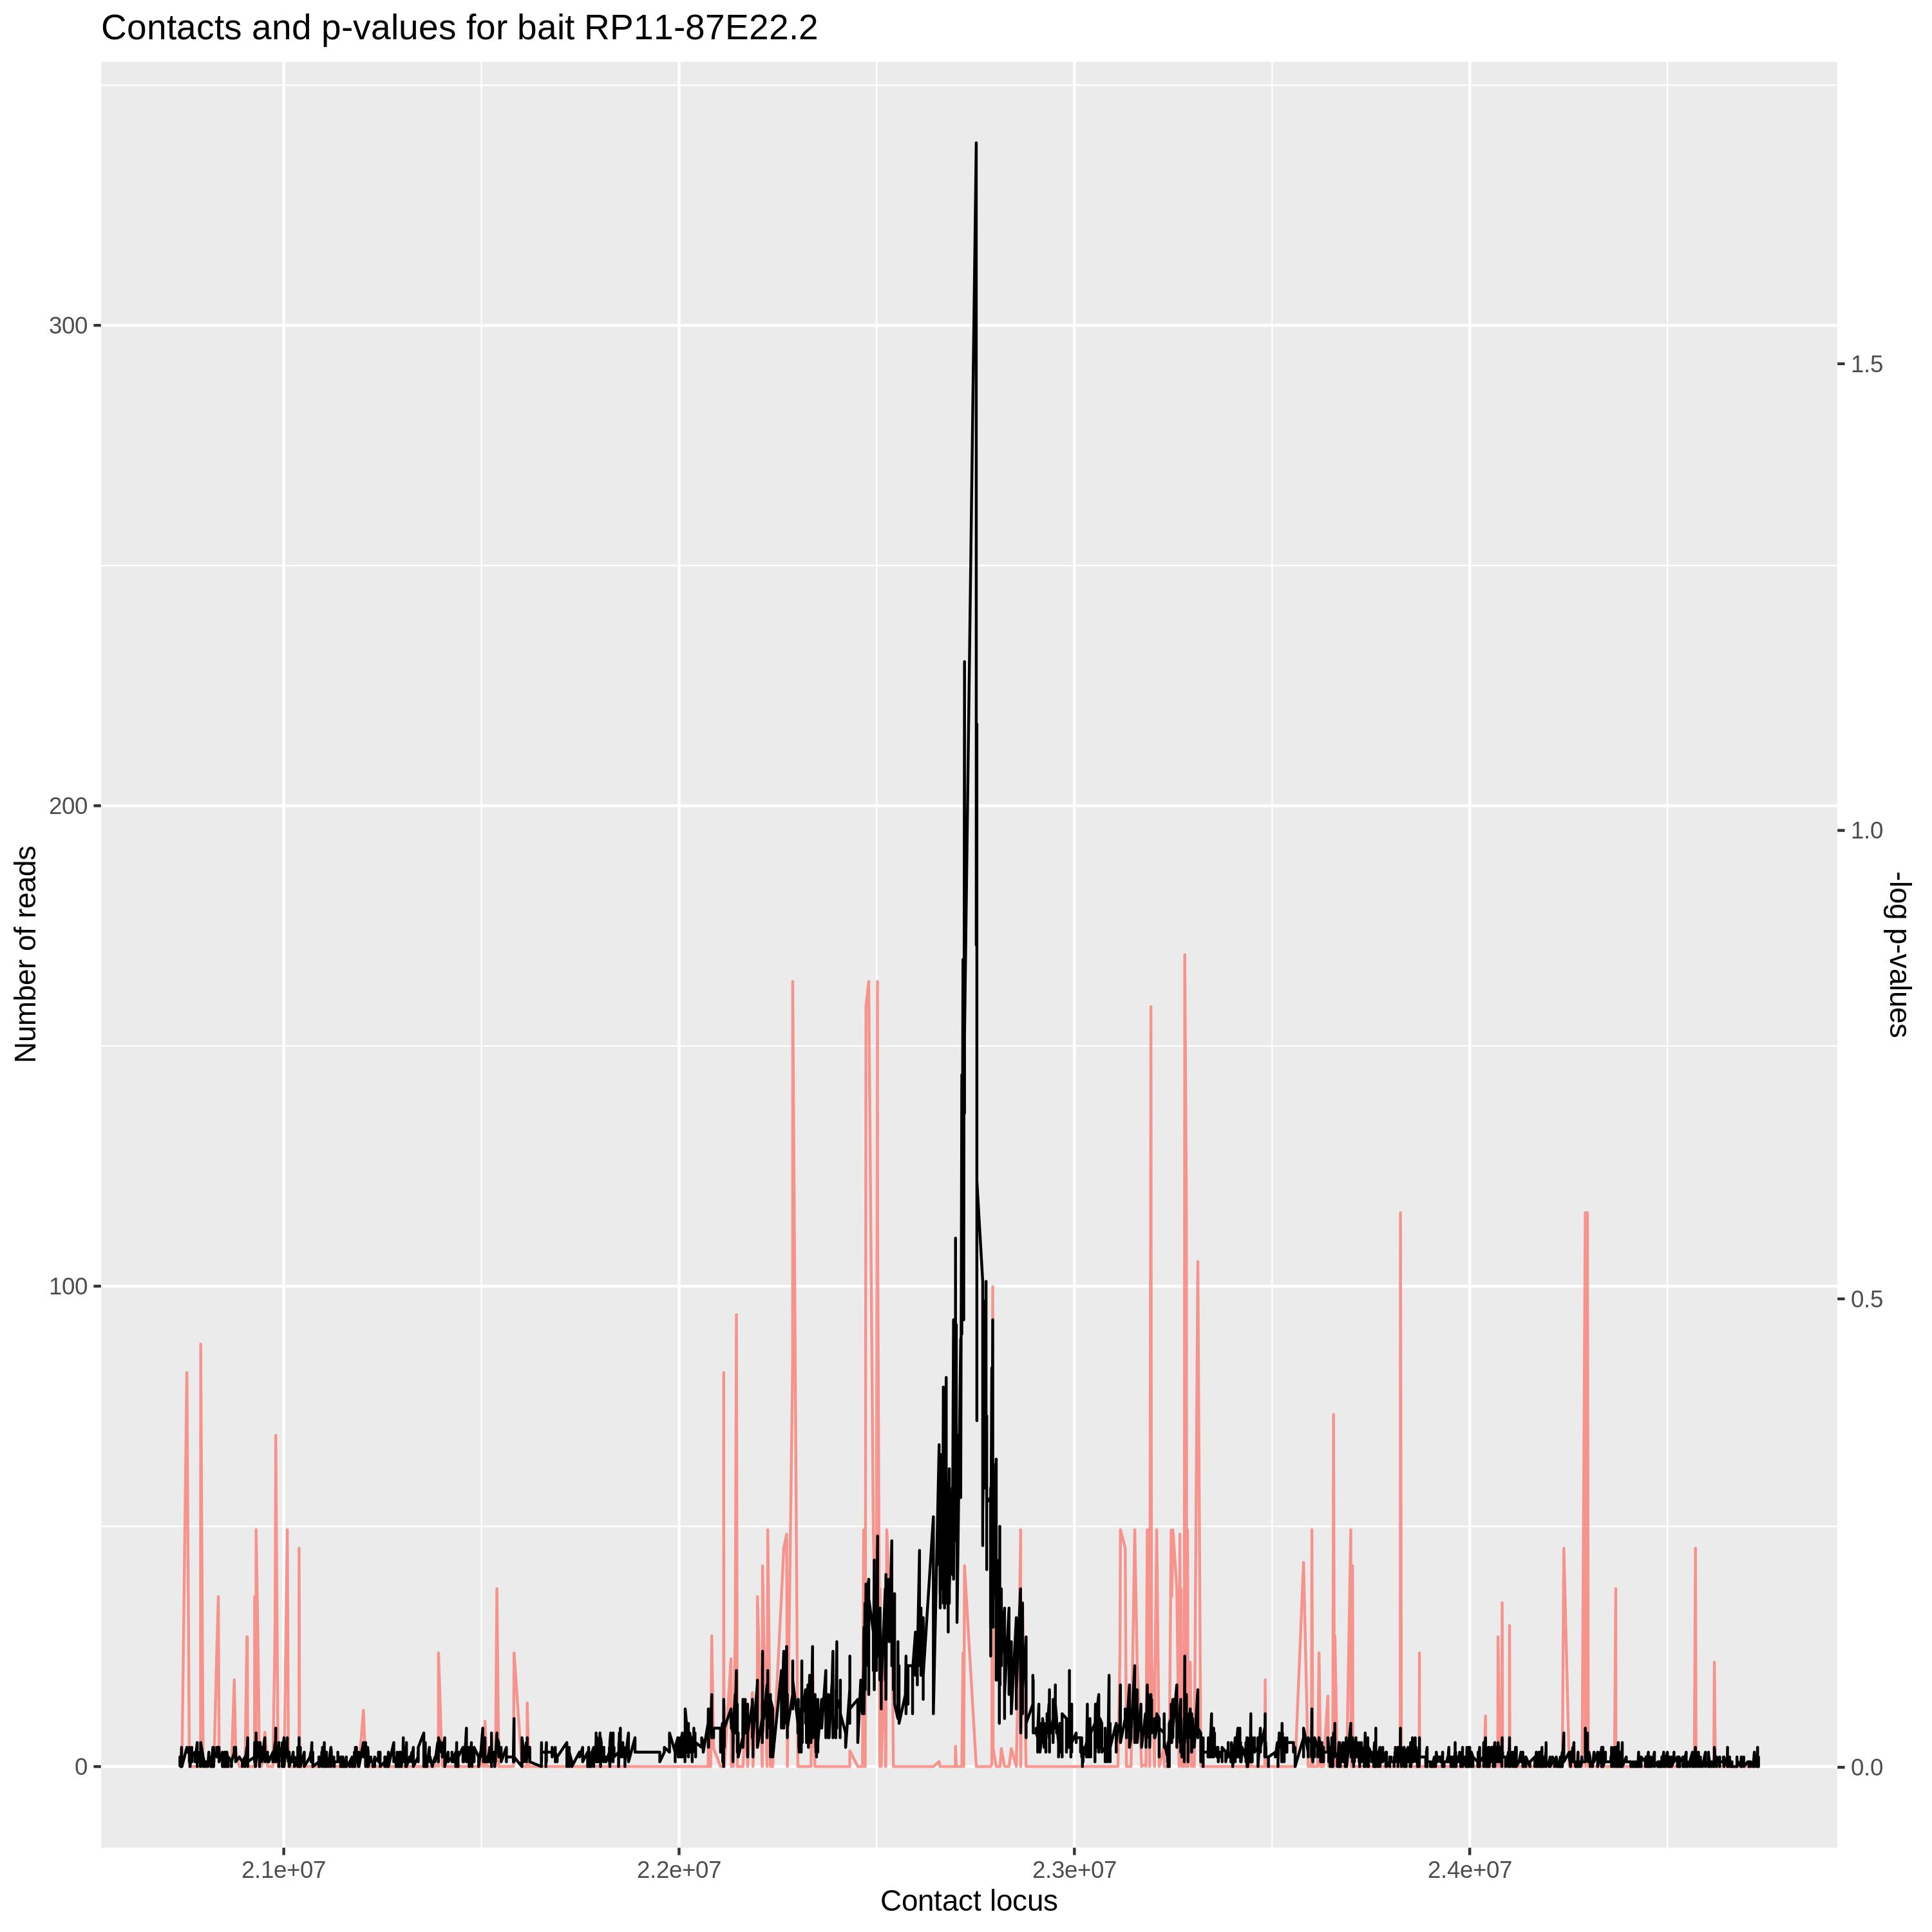 Contacts and p-values for bait RP11-87E22.2
Number of reads
300
200
100
0
1.5
1.0
0.5
0.0
-log p-values
2.1e+07
2.2e+07
2.3e+07
2.4e+07
Contact locus